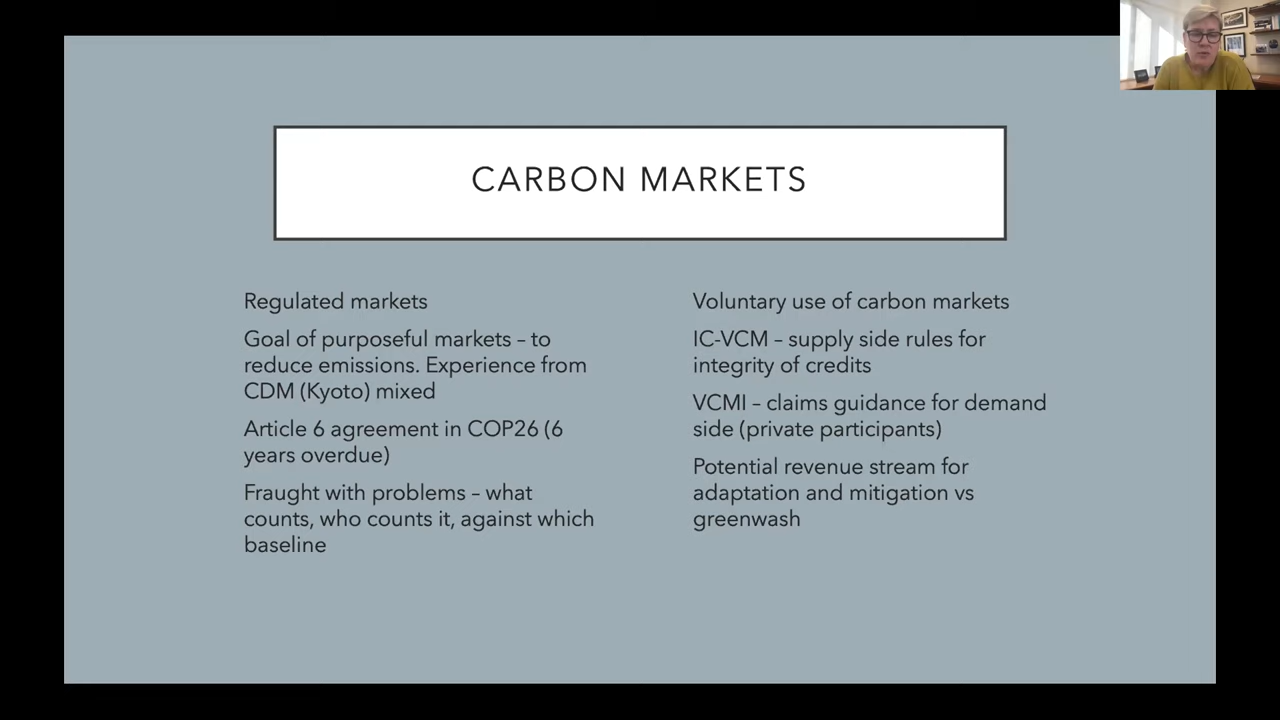 CARBON MARKETS
Regulated markets
Goal of purposeful markets – to
reduce emissions. Experience from
CDM (Kyoto) mixed
Article 6 agreement in COP26 (6
years overdue)
Fraught with problems – what
counts, who counts it, against which
baseline
Voluntary use of carbon markets
IC-VCM – supply side rules for
integrity of credits
VCMI – claims guidance for demand
side (private participants)
Potential revenue stream for
adaptation and mitigation vs
greenwash